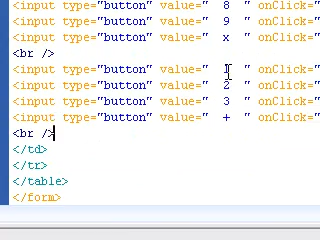 <input type="button" value="  8  " onClick="
<input type="button" value="  9  " onClick="
<input type="button" value="  x  " onClick="
<br />
<input type="button" value="  1  " onClick="
<input type="button" value="  2  " onClick="
<input type="button" value="  3  " onClick="
<input type="button" value="  +  " onClick="
<br />
</td>
</tr>
</table>
</form>